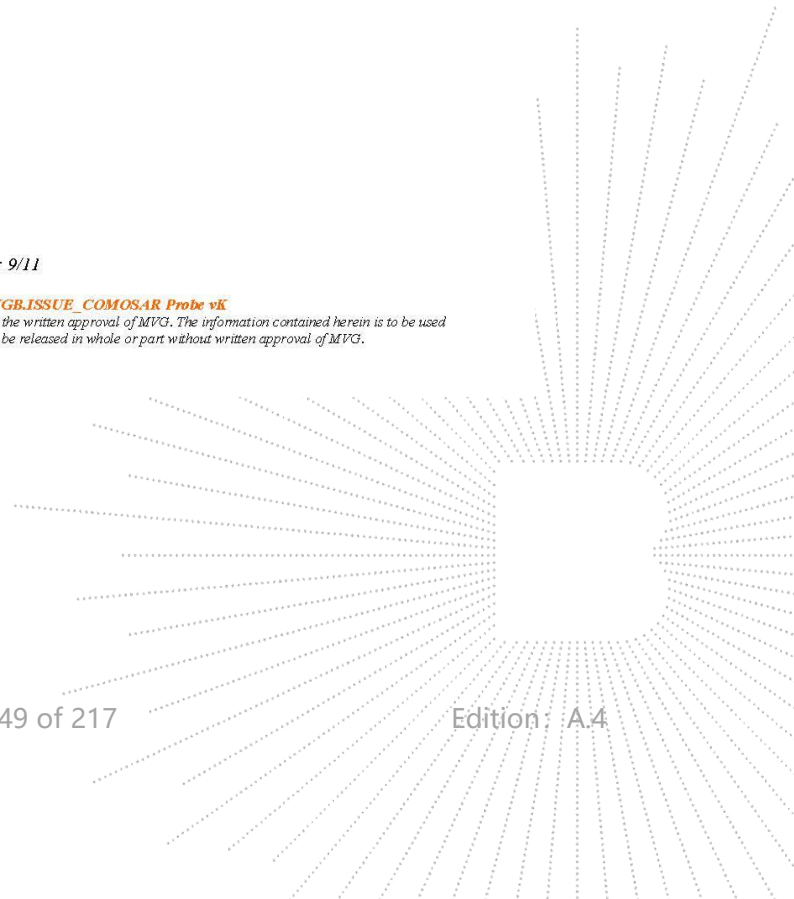 : 9/11
GB.ISSUE_COMOSAR Probe vK
the written approval of MVG. The information contained herein is to be used
be released in whole or part without written approval of MVG.
49 of 217 Edition: A.4